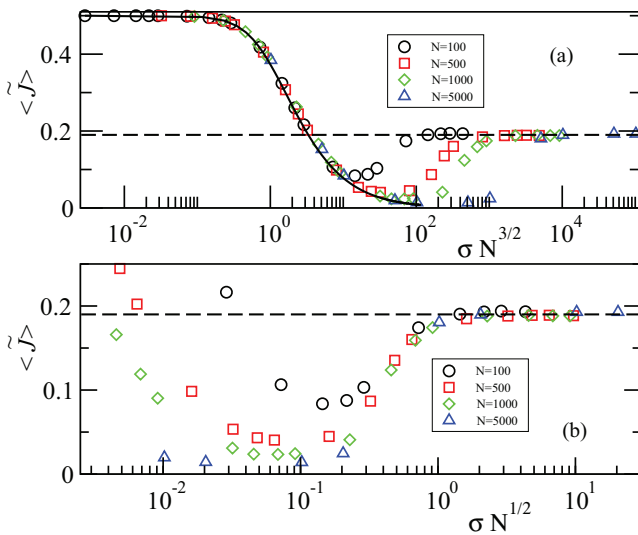 (a)
N=100
N=500
N=1000
N=5000
<J̃>
0.4
0.2
0
10^-2
10^0
10^2
10^4
σ N^3/2
(b)
N=100
N=500
N=1000
N=5000
<J̃>
0.2
0.1
0
10^-2
10^-1
10^0
10^1
σ N^1/2